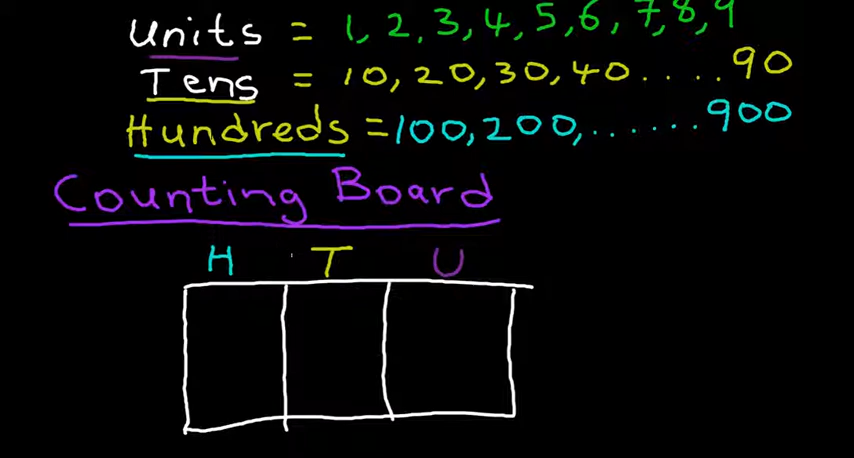 Units = 1, 2, 3, 4, 5, 6, 7, 8, 9
Tens = 10, 20, 30, 40 . . . . 90
Hundreds = 100, 200, . . . . . . . 900
Counting Board
H T U